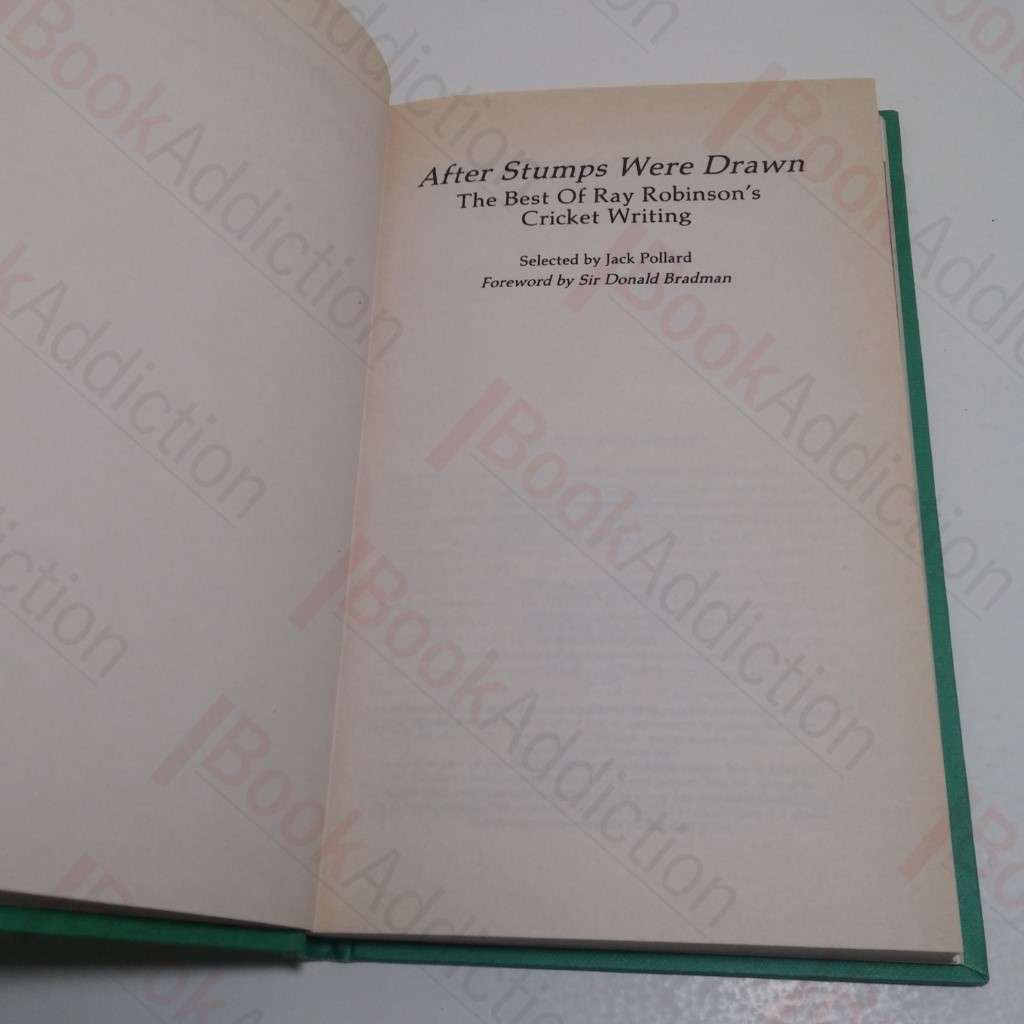 After Stumps Were Drawn
The Best Of Ray Robinson's
Cricket Writing
Selected by Jack Pollard
Foreword by Sir Donald Bradman
BookAddiction